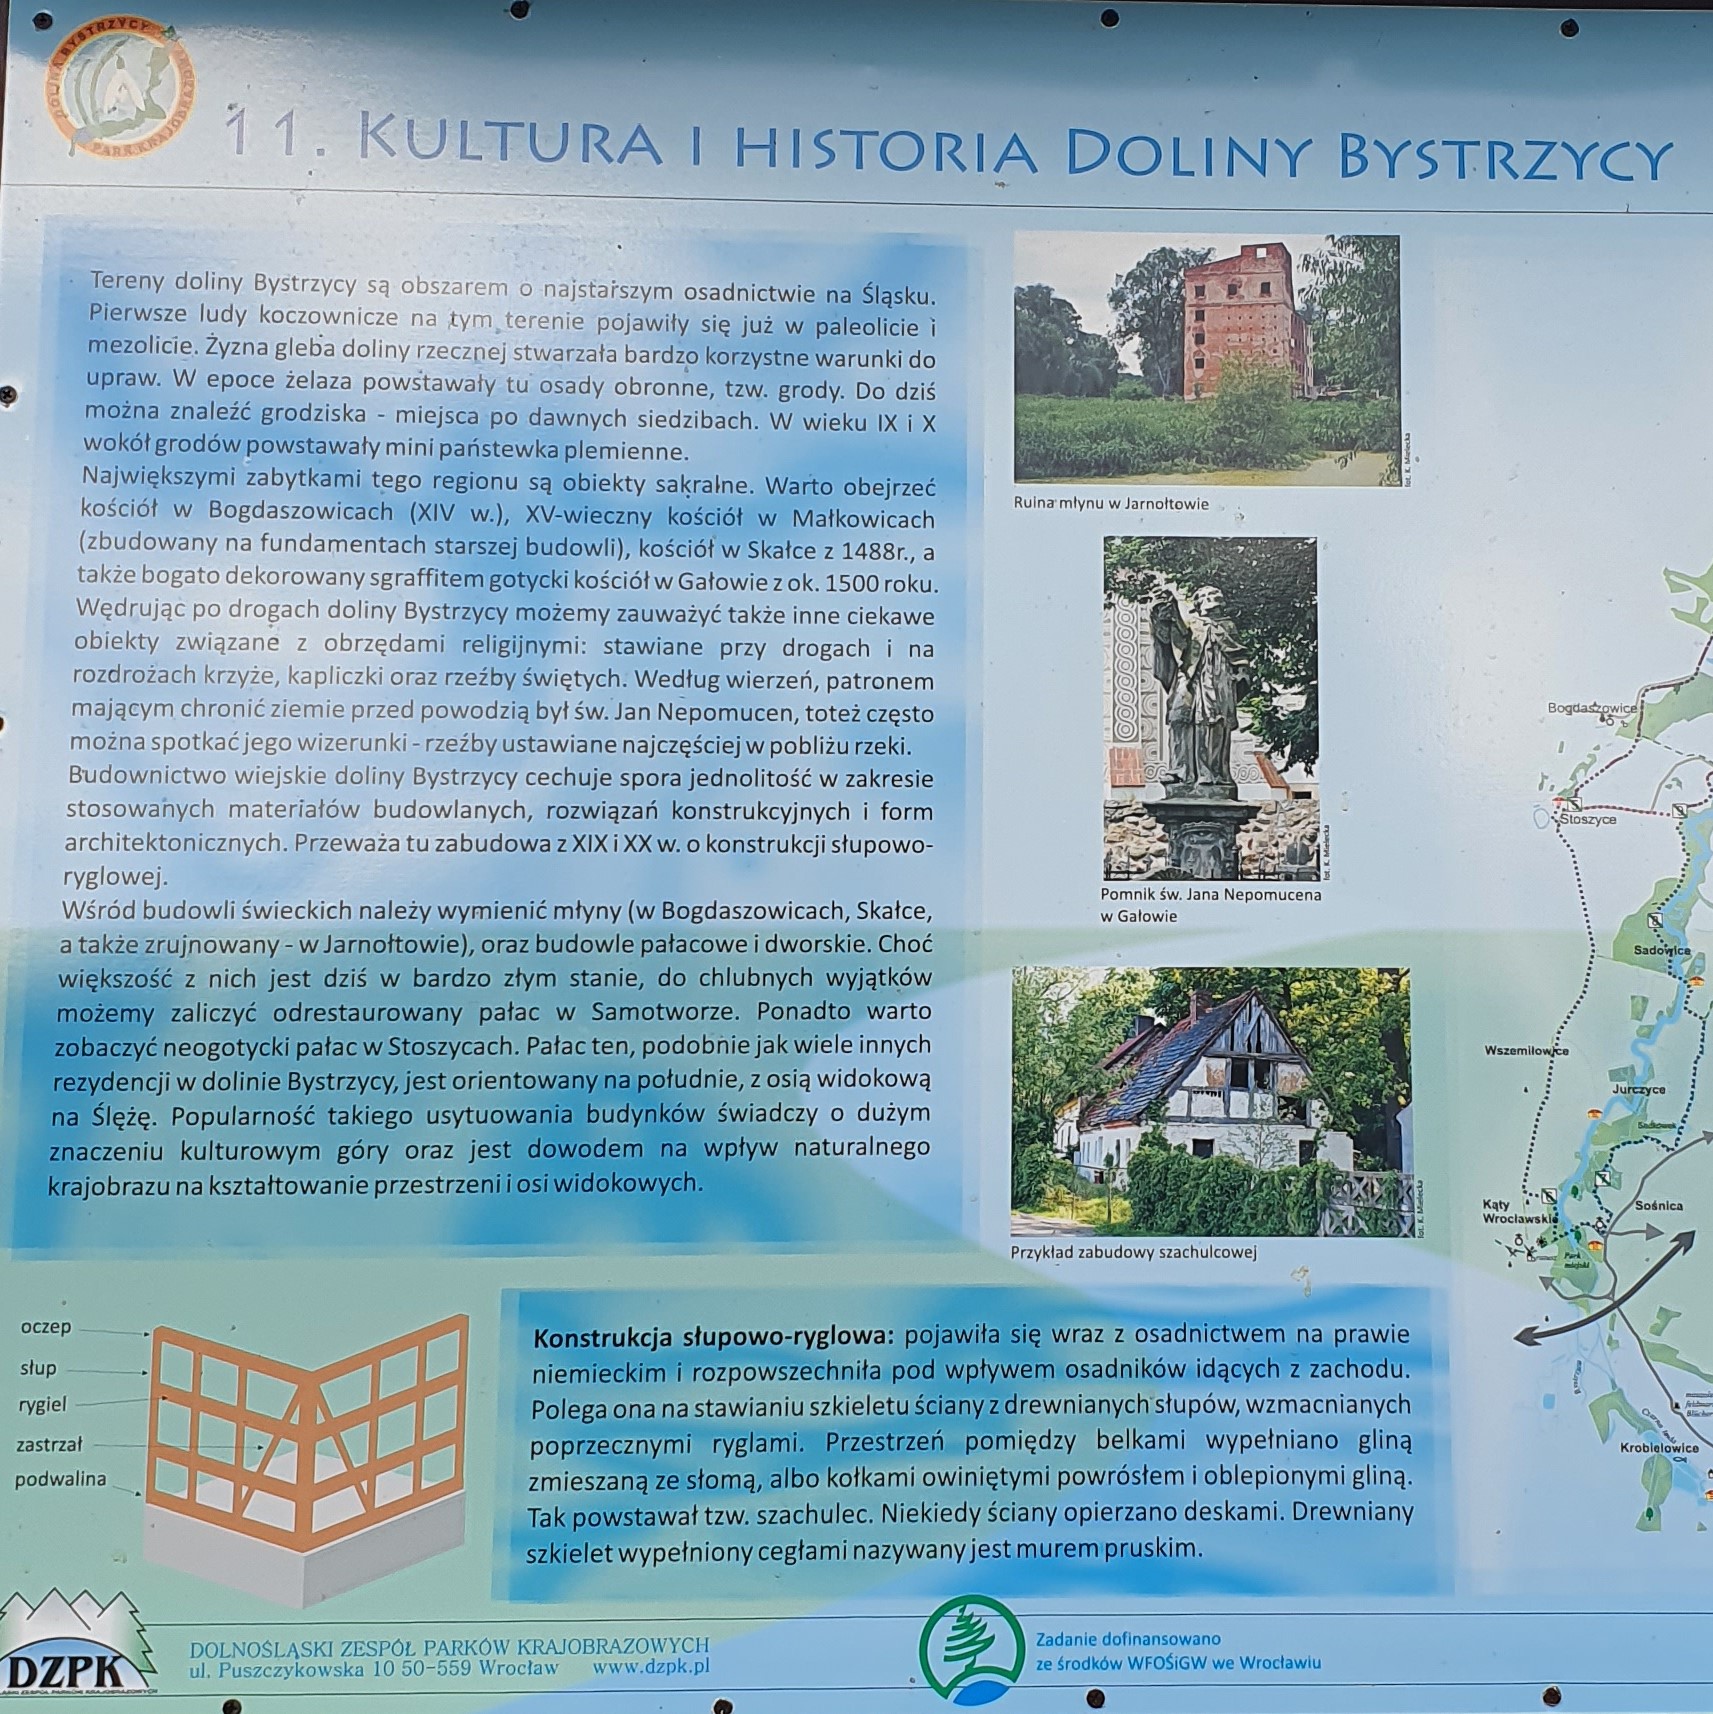 DOLINA BYSTRZYCY
PARK KRAJOBRAZOWY
11. KULTURA I HISTORIA DOLINY BYSTRZYCY
Tereny doliny Bystrzycy są obszarem o najstarszym osadnictwie na Śląsku.
Pierwsze ludy koczownicze na tym terenie pojawiły się już w paleolicie i
mezolicie. Żyzna gleba doliny rzecznej stwarzała bardzo korzystne warunki do
upraw. W epoce żelaza powstawały tu osady obronne, tzw. grody. Do dziś
można znaleźć grodziska - miejsca po dawnych siedzibach. W wieku IX i X
wokół grodów powstawały mini państewka plemienne.
Największymi zabytkami tego regionu są obiekty sakralne. Warto obejrzeć
kościół w Bogdaszowicach (XIV w.), XV-wieczny kościół w Małkowicach
(zbudowany na fundamentach starszej budowli), kościół w Skałce z 1488r., a
także bogato dekorowany sgraffitem gotycki kościół w Gałowie z ok. 1500 roku.
Wędrując po drogach doliny Bystrzycy możemy zauważyć także inne ciekawe
obiekty związane z obrzędami religijnymi: stawiane przy drogach i na
rozdrożach krzyże, kapliczki oraz rzeźby świętych. Według wierzeń, patronem
mającym chronić ziemie przed powodzią był św. Jan Nepomucen, toteż często
można spotkać jego wizerunki - rzeźby ustawiane najczęściej w pobliżu rzeki.
Budownictwo wiejskie doliny Bystrzycy cechuje spora jednolitość w zakresie
stosowanych materiałów budowlanych, rozwiązań konstrukcyjnych i form
architektonicznych. Przeważa tu zabudowa z XIX i XX w. o konstrukcji słupowo-
ryglowej.
Wśród budowli świeckich należy wymienić młyny (w Bogdaszowicach, Skałce,
a także zrujnowany - w Jarnołtowie), oraz budowle pałacowe i dworskie. Choć
większość z nich jest dziś w bardzo złym stanie, do chlubnych wyjątków
możemy zaliczyć odrestaurowany pałac w Samotworze. Ponadto warto
zobaczyć neogotycki pałac w Stoszycach. Pałac ten, podobnie jak wiele innych
rezydencji w dolinie Bystrzycy, jest orientowany na południe, z osią widokową
na Ślężę. Popularność takiego usytuowania budynków świadczy o dużym
znaczeniu kulturowym góry oraz jest dowodem na wpływ naturalnego
krajobrazu na kształtowanie przestrzeni i osi widokowych.
fot. K. Mielecka
Ruina młynu w Jarnołtowie
fot. K. Mielecka
Pomnik św. Jana Nepomucena
w Gałowie
fot. K. Mielecka
Przykład zabudowy szachulcowej
Bogdaszowice
Stoszyce
Sadowice
Wszemiłowice
Jurczyce
Sadkówek
Kąty
Wrocławskie
Sośnica
Park
miejski
Krobielowice
oczep
słup
rygiel
zastrzał
podwalina
Konstrukcja słupowo-ryglowa: pojawiła się wraz z osadnictwem na prawie
niemieckim i rozpowszechniła pod wpływem osadników idących z zachodu.
Polega ona na stawianiu szkieletu ściany z drewnianych słupów, wzmacnianych
poprzecznymi ryglami. Przestrzeń pomiędzy belkami wypełniano gliną
zmieszaną ze słomą, albo kołkami owiniętymi powrósłem i oblepionymi gliną.
Tak powstawał tzw. szachulec. Niekiedy ściany opierzano deskami. Drewniany
szkielet wypełniony cegłami nazywany jest murem pruskim.
DZPK
DOLNOŚLĄSKI ZESPÓŁ PARKÓW KRAJOBRAZOWYCH
ul. Puszczykowska 10 50-559 Wrocław www.dzpk.pl
Zadanie dofinansowano
ze środków WFOŚiGW we Wrocławiu